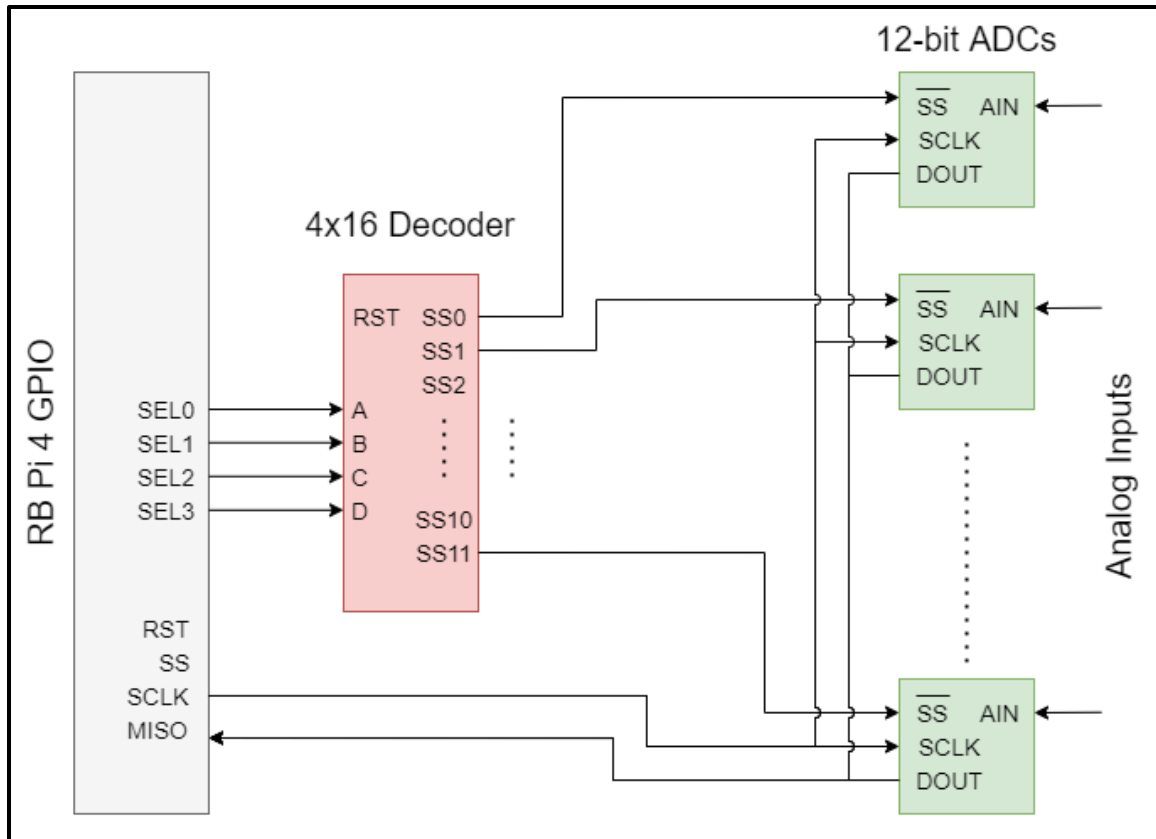 12-bit ADCs
SS AIN
SCLK
DOUT
4x16 Decoder
RST SS0
SS1
SS2
A
B
C
D
SS10
SS11
RB Pi 4 GPIO
SEL0
SEL1
SEL2
SEL3
RST
SS
SCLK
MISO
SS AIN
SCLK
DOUT
Analog Inputs
SS AIN
SCLK
DOUT